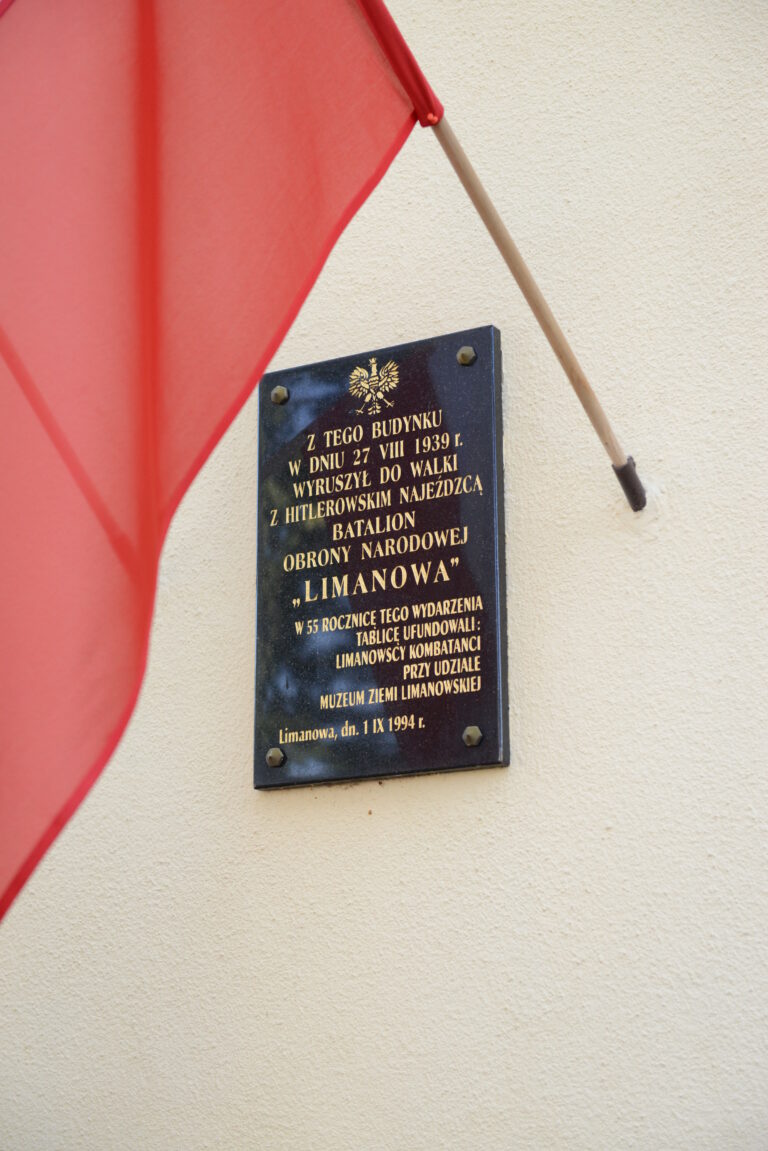 Z TEGO BUDYNKU
W DNIU 27 VIII 1939 r.
WYRUSZYŁ DO WALKI
Z HITLEROWSKIM NAJEŹDZCĄ
BATALION
OBRONY NARODOWEJ
„LIMANOWA”
W 55 ROCZNICĘ TEGO WYDARZENIA
TABLICĘ UFUNDOWALI:
LIMANOWSCY KOMBATANCI
PRZY UDZIALE
MUZEUM ZIEMI LIMANOWSKIEJ
Limanowa, dn. 1 IX 1994 r.